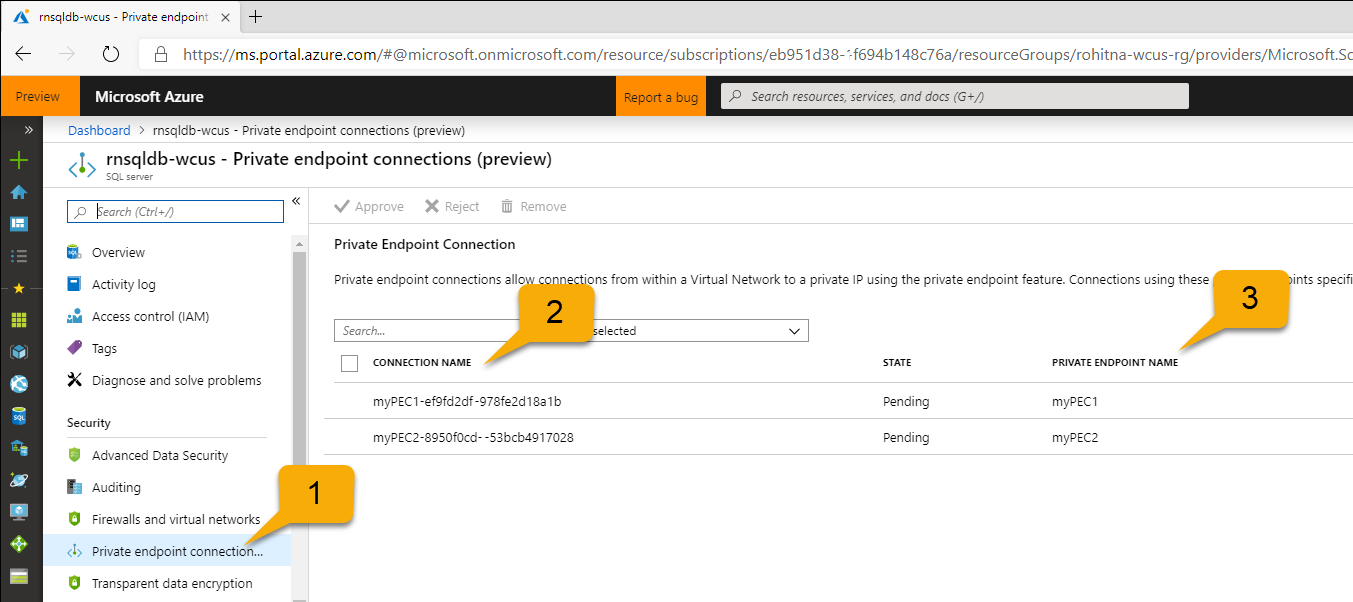 rnsqldb-wcus - Private endpoint
https://ms.portal.azure.com/#@microsoft.onmicrosoft.com/resource/subscriptions/eb951d38-f694b148c76a/resourceGroups/rohitna-wcus-rg/providers/Microsoft.Sc
Preview Microsoft Azure Report a bug Search resources, services, and docs (G+/)
Dashboard > rnsqldb-wcus - Private endpoint connections (preview)
rnsqldb-wcus - Private endpoint connections (preview)
SQL server
Search (Ctrl+/)
Overview
Activity log
Access control (IAM)
Tags
Diagnose and solve problems
Security
Advanced Data Security
Auditing
Firewalls and virtual networks
Private endpoint connection...
Transparent data encryption
1
Approve Reject Remove
Private Endpoint Connection
Private endpoint connections allow connections from within a Virtual Network to a private IP using the private endpoint feature. Connections using these
2
3
Search... selected
CONNECTION NAME STATE PRIVATE ENDPOINT NAME
myPEC1-ef9fd2df-978fe2d18a1b Pending myPEC1
myPEC2-8950f0cd--53bcb4917028 Pending myPEC2